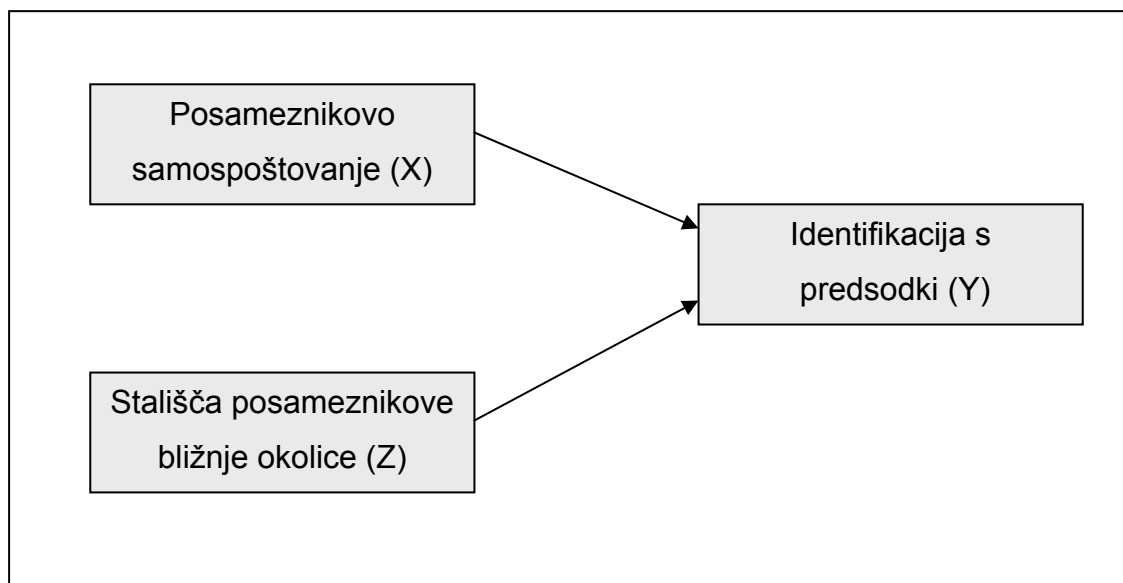 Posameznikovo
samospoštovanje (X)
Identifikacija s
predsodki (Y)
Stališča posameznikove
bližnje okolice (Z)